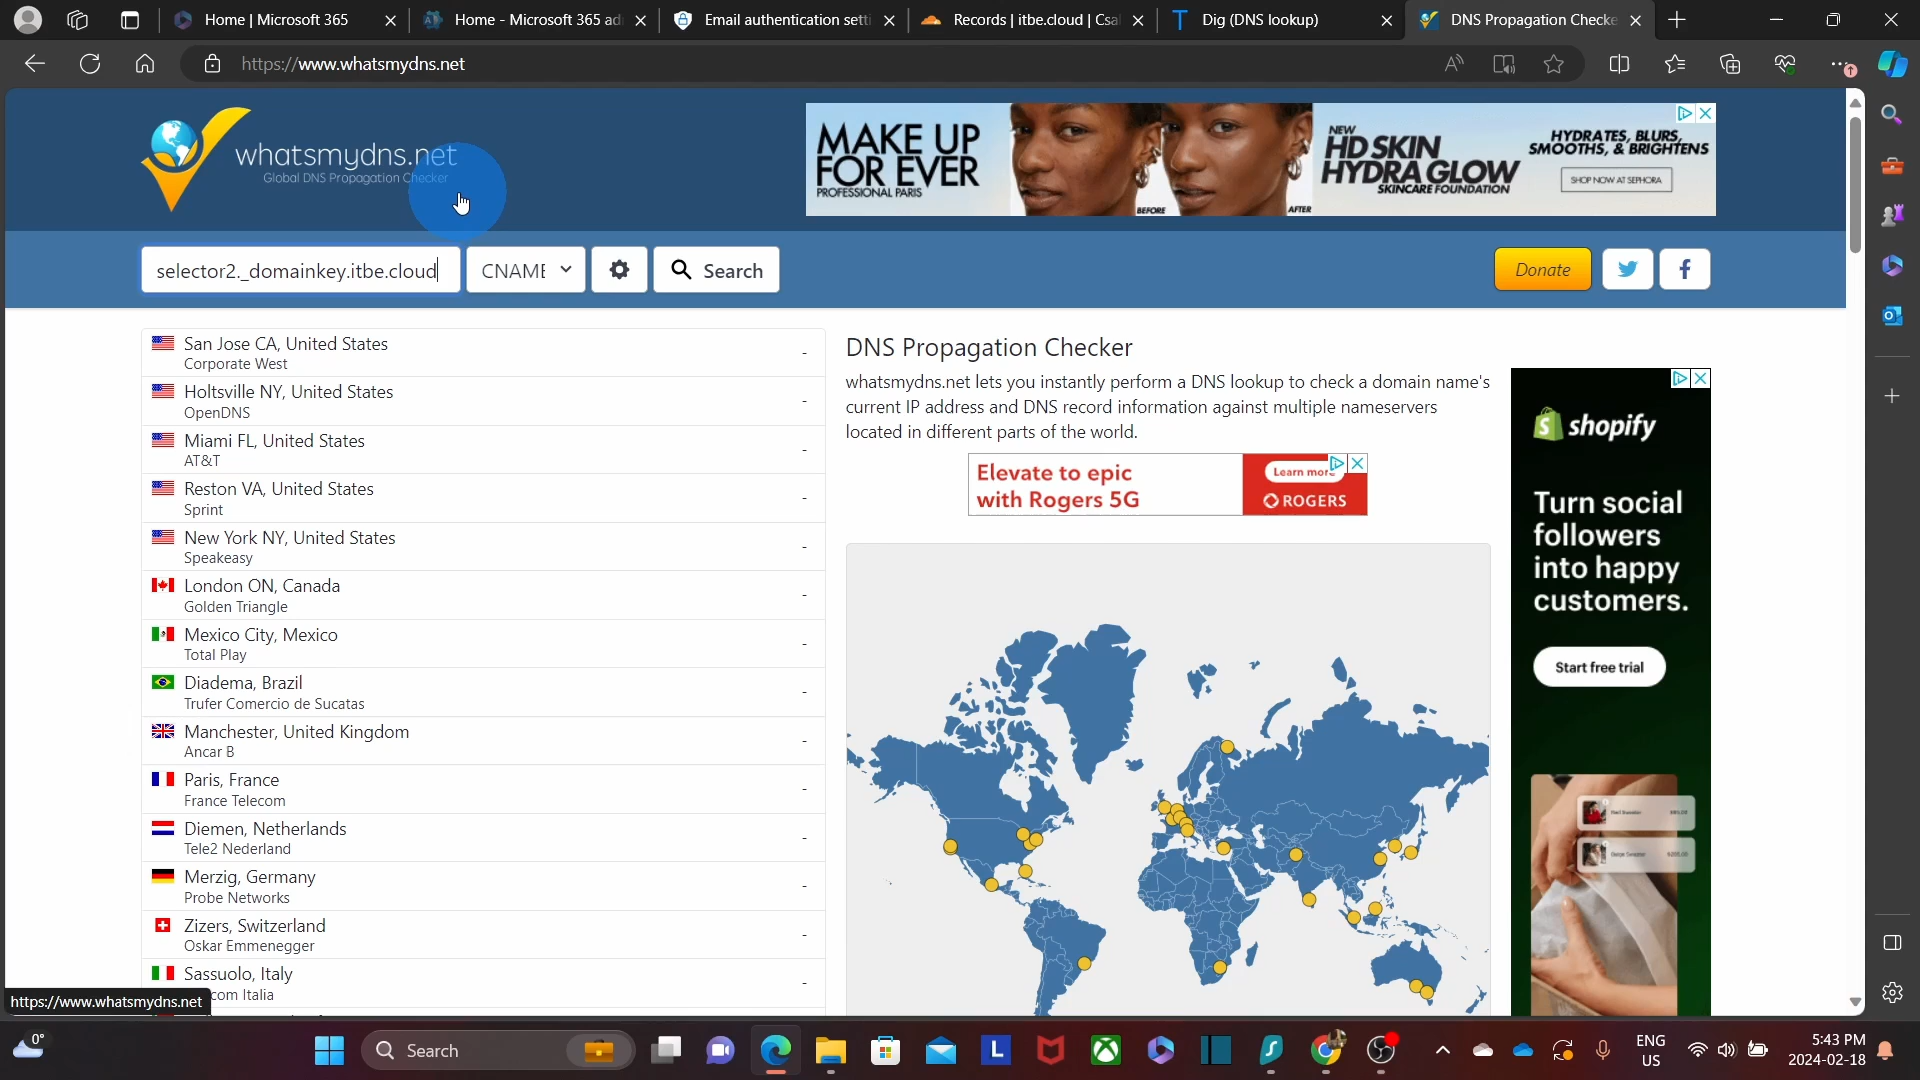 Home | Microsoft 365
Home - Microsoft 365 ad
Email authentication setti
Records | itbe.cloud | Csa
Dig (DNS lookup)
DNS Propagation Checke
https://www.whatsmydns.net
whatsmydns.net
Global DNS Propagation Checker
MAKE UP
FOR EVER
PROFESSIONAL PARIS
BEFORE
AFTER
NEW
HD SKIN
HYDRA GLOW
SKINCARE FOUNDATION
HYDRATES, BLURS,
SMOOTHS, & BRIGHTENS
SHOP NOW AT SEPHORA
selector2._domainkey.itbe.cloud
CNAME
Search
Donate
San Jose CA, United States
Corporate West
-
Holtsville NY, United States
OpenDNS
-
Miami FL, United States
AT&T
-
Reston VA, United States
Sprint
-
New York NY, United States
Speakeasy
-
London ON, Canada
Golden Triangle
-
Mexico City, Mexico
Total Play
-
Diadema, Brazil
Trufer Comercio de Sucatas
-
Manchester, United Kingdom
Ancar B
-
Paris, France
France Telecom
-
Diemen, Netherlands
Tele2 Nederland
-
Merzig, Germany
Probe Networks
-
Zizers, Switzerland
Oskar Emmenegger
-
Sassuolo, Italy
com Italia
-
https://www.whatsmydns.net
DNS Propagation Checker
whatsmydns.net lets you instantly perform a DNS lookup to check a domain name's
current IP address and DNS record information against multiple nameservers
located in different parts of the world.
Elevate to epic
with Rogers 5G
Learn more
ROGERS
shopify
Turn social
followers
into happy
customers.
Start free trial
0°
Search
ENG
US
5:43 PM
2024-02-18